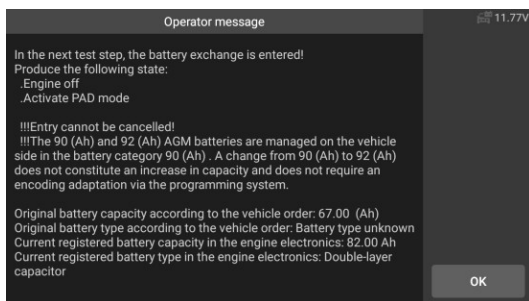 Operator message
11.77V
In the next test step, the battery exchange is entered!
Produce the following state:
.Engine off
.Activate PAD mode
!!!Entry cannot be cancelled!
!!!The 90 (Ah) and 92 (Ah) AGM batteries are managed on the vehicle
side in the battery category 90 (Ah) . A change from 90 (Ah) to 92 (Ah)
does not constitute an increase in capacity and does not require an
encoding adaptation via the programming system.
Original battery capacity according to the vehicle order: 67.00  (Ah)
Original battery type according to the vehicle order: Battery type unknown
Current registered battery capacity in the engine electronics: 82.00 Ah
Current registered battery type in the engine electronics: Double-layer
capacitor
OK